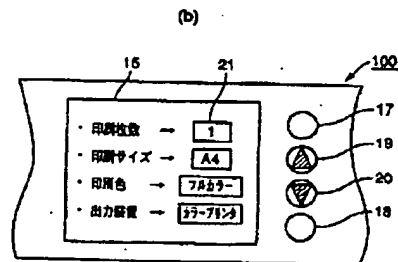 (b)
15
21
100
・ 印刷枚数 → 1
・ 印刷サイズ → A4
・ 印刷色 → フルカラー
・ 出力装置 → カラープリンタ
17
19
20
18